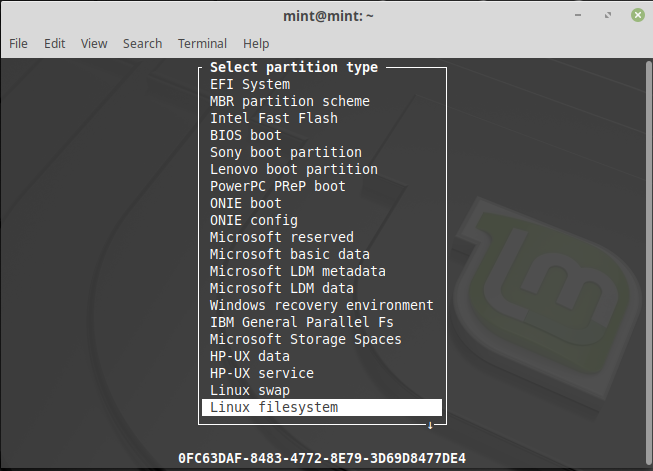 mint@mint: ~
File Edit View Search Terminal Help
Select partition type
EFI System
MBR partition scheme
Intel Fast Flash
BIOS boot
Sony boot partition
Lenovo boot partition
PowerPC PReP boot
ONIE boot
ONIE config
Microsoft reserved
Microsoft basic data
Microsoft LDM metadata
Microsoft LDM data
Windows recovery environment
IBM General Parallel Fs
Microsoft Storage Spaces
HP-UX data
HP-UX service
Linux swap
Linux filesystem
↓
0FC63DAF-8483-4772-8E79-3D69D8477DE4